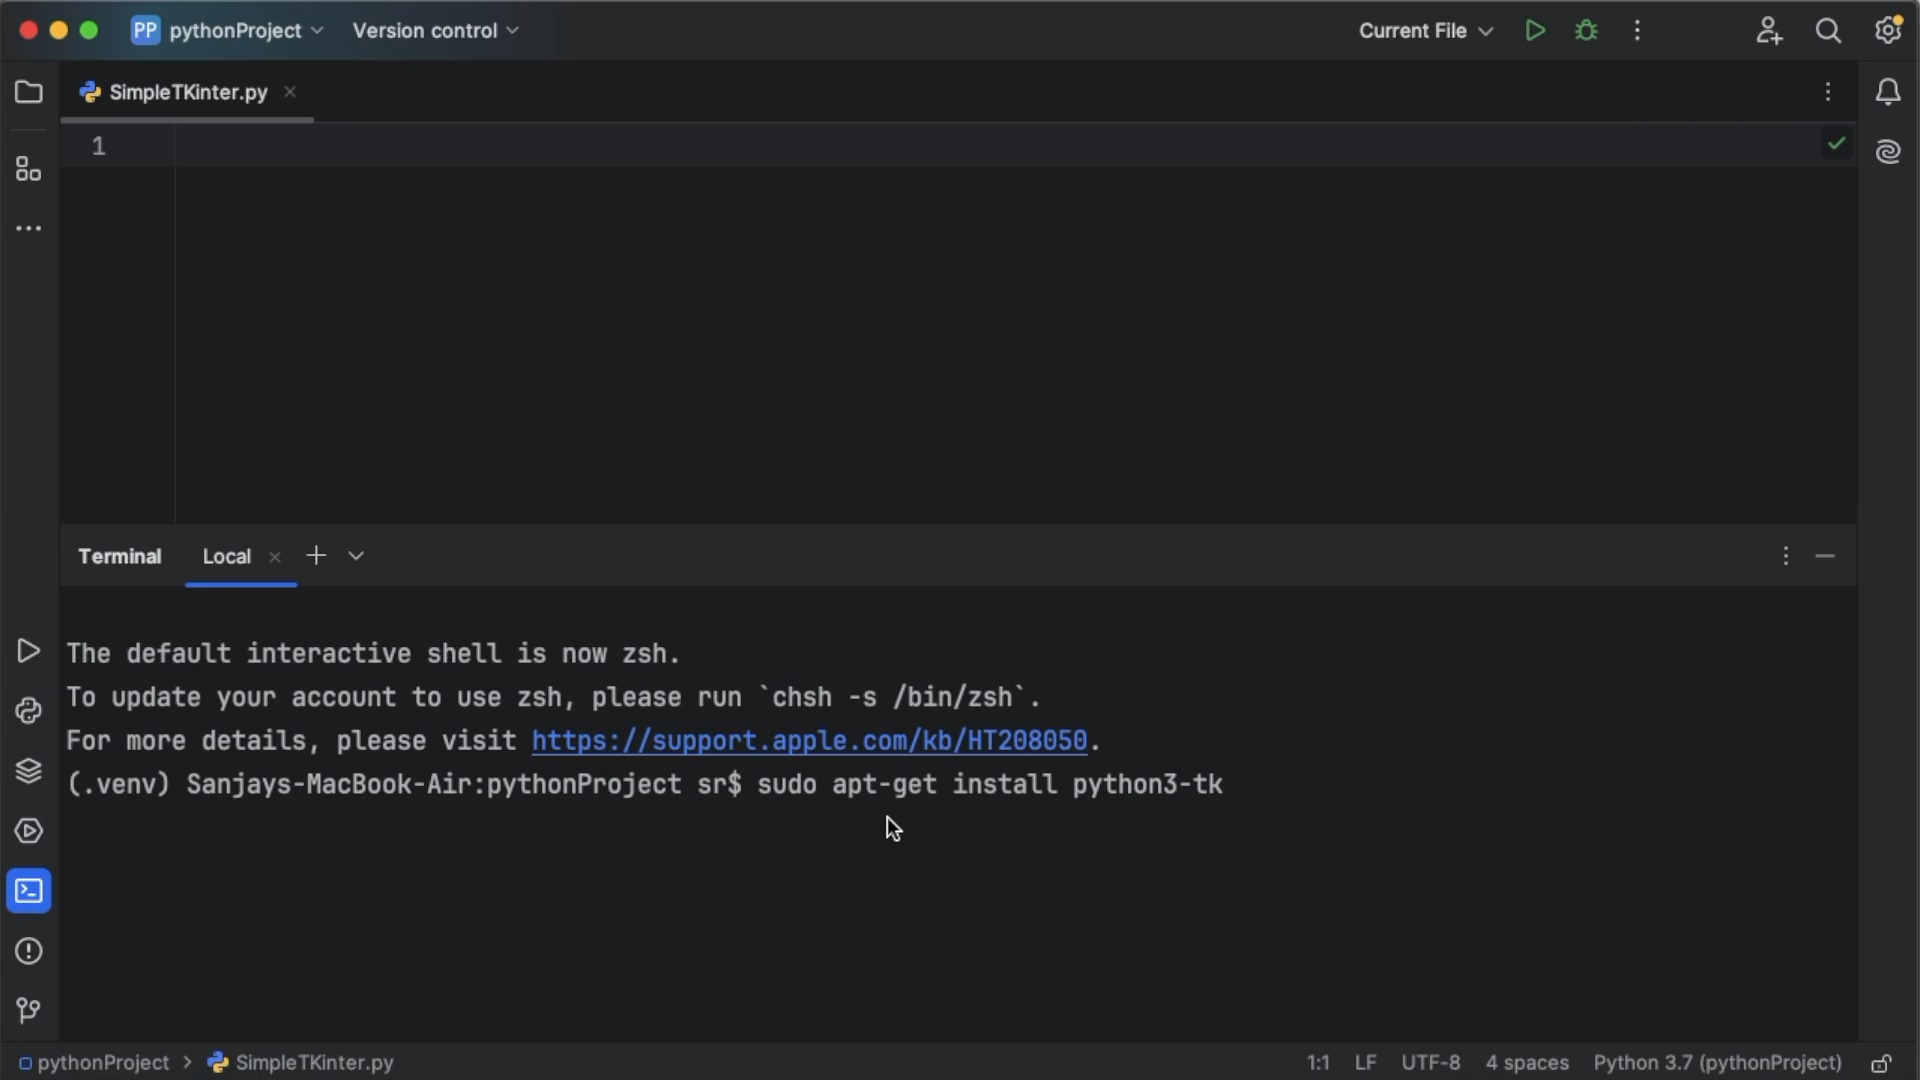 PP pythonProject Version control Current File
SimpleTKinter.py
1
Terminal Local
The default interactive shell is now zsh.
To update your account to use zsh, please run `chsh -s /bin/zsh`.
For more details, please visit https://support.apple.com/kb/HT208050.
(.venv) Sanjays-MacBook-Air:pythonProject sr$ sudo apt-get install python3-tk
pythonProject > SimpleTKinter.py 1:1 LF UTF-8 4 spaces Python 3.7 (pythonProject)